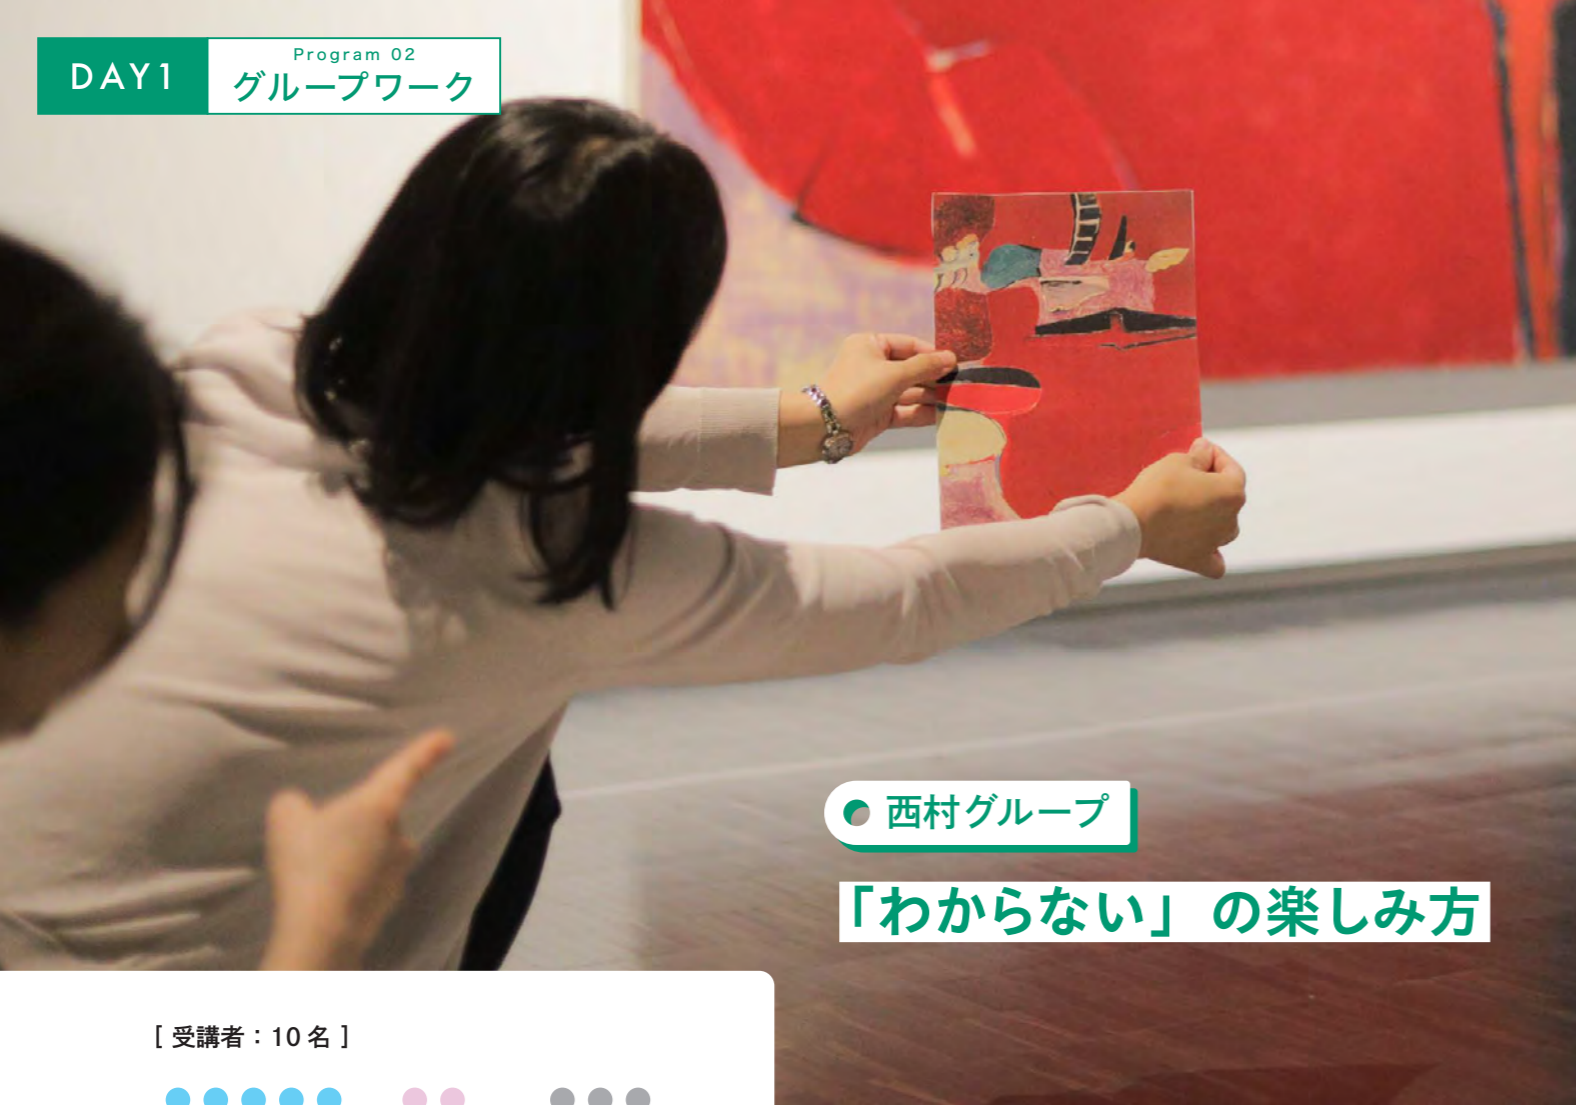 DAY1
Program 02
グループワーク
西村グループ
「わからない」の楽しみ方
[ 受講者：10 名 ]